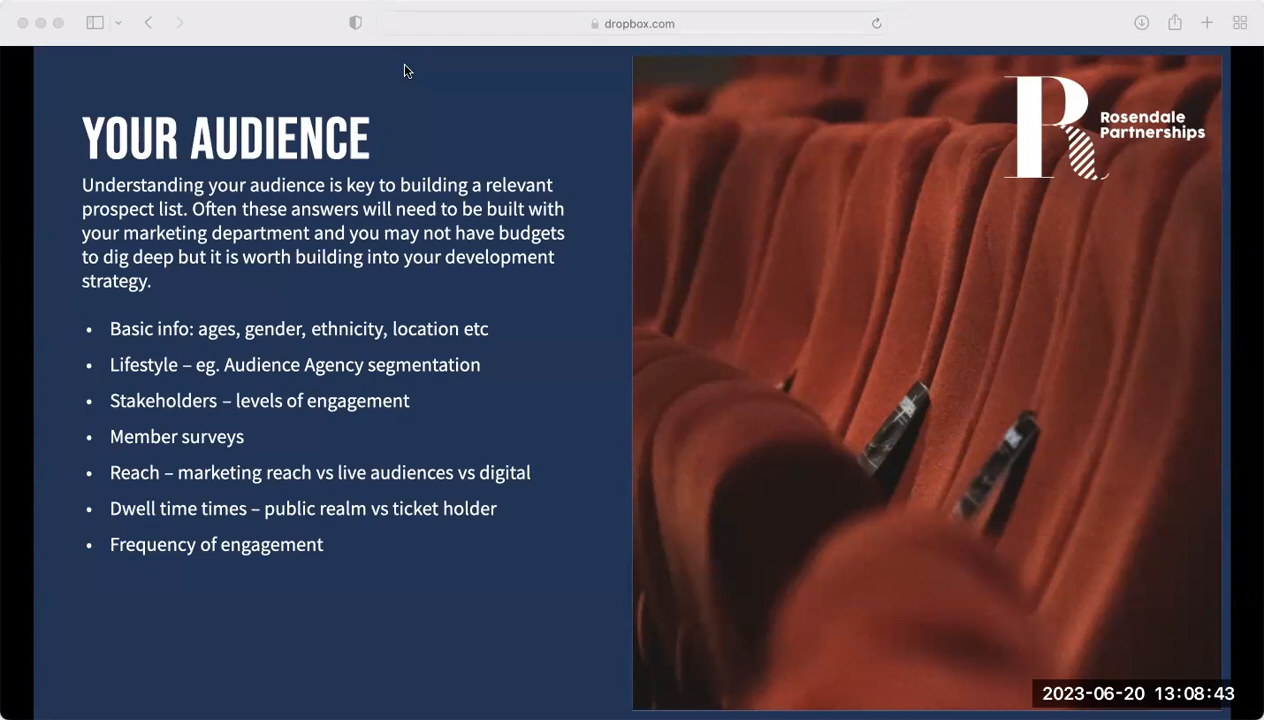 dropbox.com
YOUR AUDIENCE
Understanding your audience is key to building a relevant
prospect list. Often these answers will need to be built with
your marketing department and you may not have budgets
to dig deep but it is worth building into your development
strategy.
• Basic info: ages, gender, ethnicity, location etc
• Lifestyle – eg. Audience Agency segmentation
• Stakeholders – levels of engagement
• Member surveys
• Reach – marketing reach vs live audiences vs digital
• Dwell time times – public realm vs ticket holder
• Frequency of engagement
R
Rosendale
Partnerships
2023-06-20 13:08:43